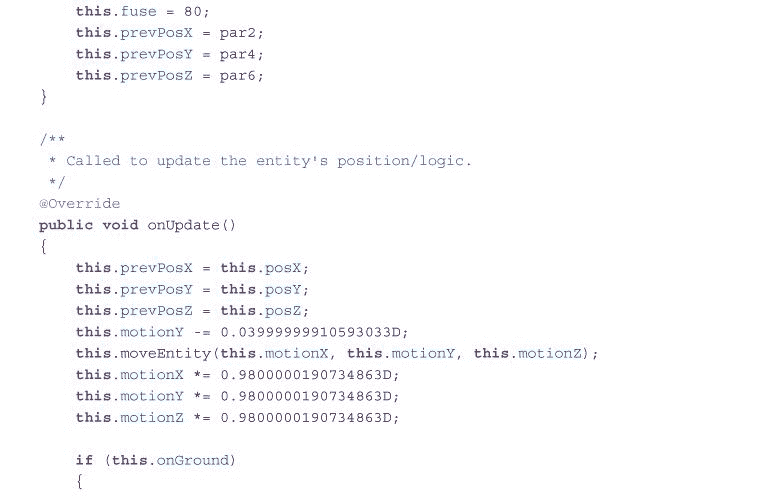 this.fuse = 80;
    this.prevPosX = par2;
    this.prevPosY = par4;
    this.prevPosZ = par6;
}

/**
 * Called to update the entity's position/logic.
 */
@Override
public void onUpdate()
{
    this.prevPosX = this.posX;
    this.prevPosY = this.posY;
    this.prevPosZ = this.posZ;
    this.motionY -= 0.03999999910593033D;
    this.moveEntity(this.motionX, this.motionY, this.motionZ);
    this.motionX *= 0.9800000190734863D;
    this.motionY *= 0.9800000190734863D;
    this.motionZ *= 0.9800000190734863D;

    if (this.onGround)
    {